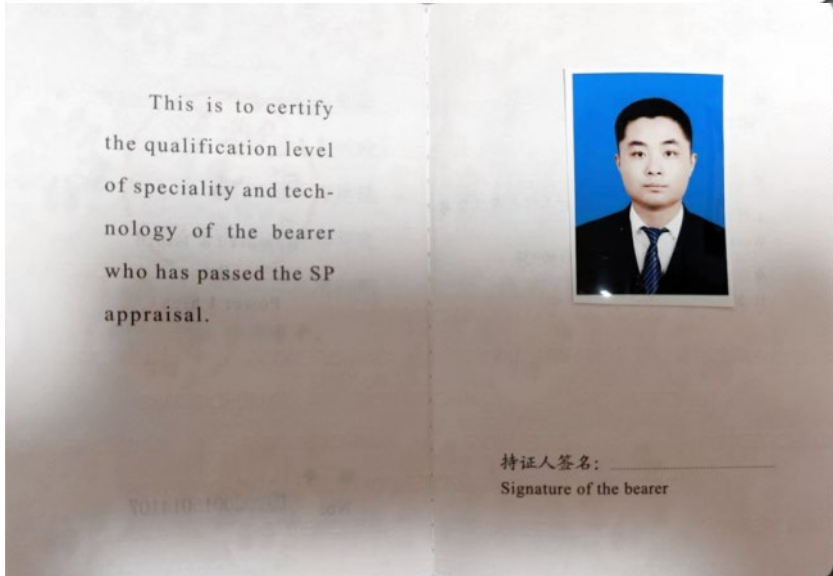 This is to certify
the qualification level
of speciality and tech-
nology of the bearer
who has passed the SP
appraisal.
持证人签名:
Signature of the bearer